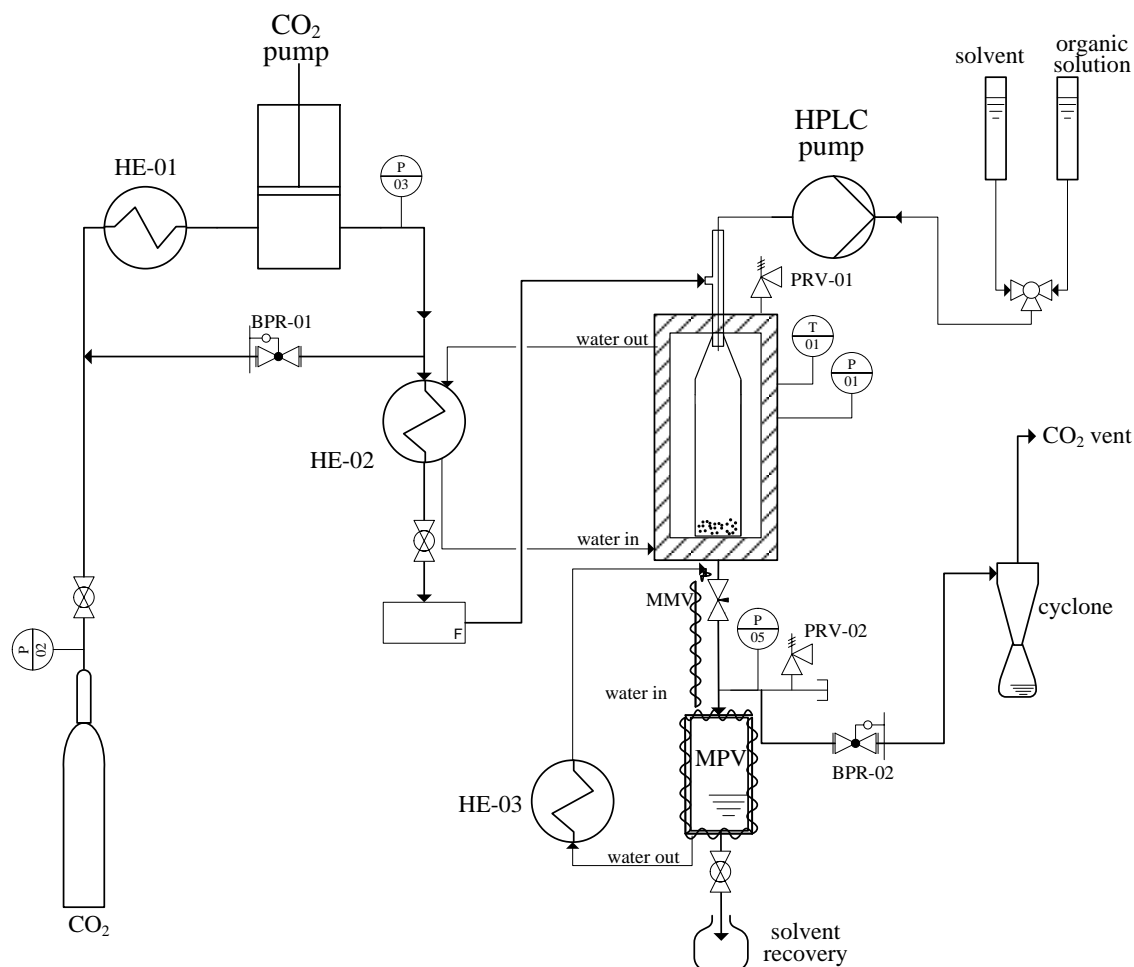 CO₂
pump
solvent
organic
solution
HPLC
pump
HE-01
P
03
PRV-01
BPR-01
water out
T
01
P
01
HE-02
CO₂ vent
water in
MMV
F
P
05
PRV-02
cyclone
P
02
water in
MPV
BPR-02
HE-03
water out
CO₂
solvent
recovery